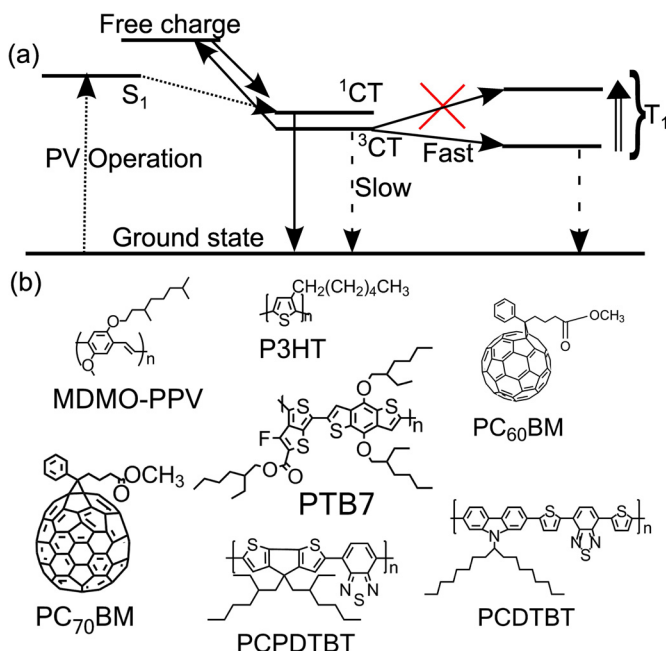 (a)
Free charge
S₁
¹CT
³CT
T₁
PV Operation
Fast
Slow
Ground state
(b)
O
O
n
MDMO-PPV
CH₂(CH₂)₄CH₃
S
n
P3HT
OCH₃
O
PC₆₀BM
OCH₃
O
PC₇₀BM
O
S
S
n
F
S
S
O
O
O
PTB7
S
S
n
N
N
S
PCPDTBT
N
S
S
n
N
N
S
PCDTBT